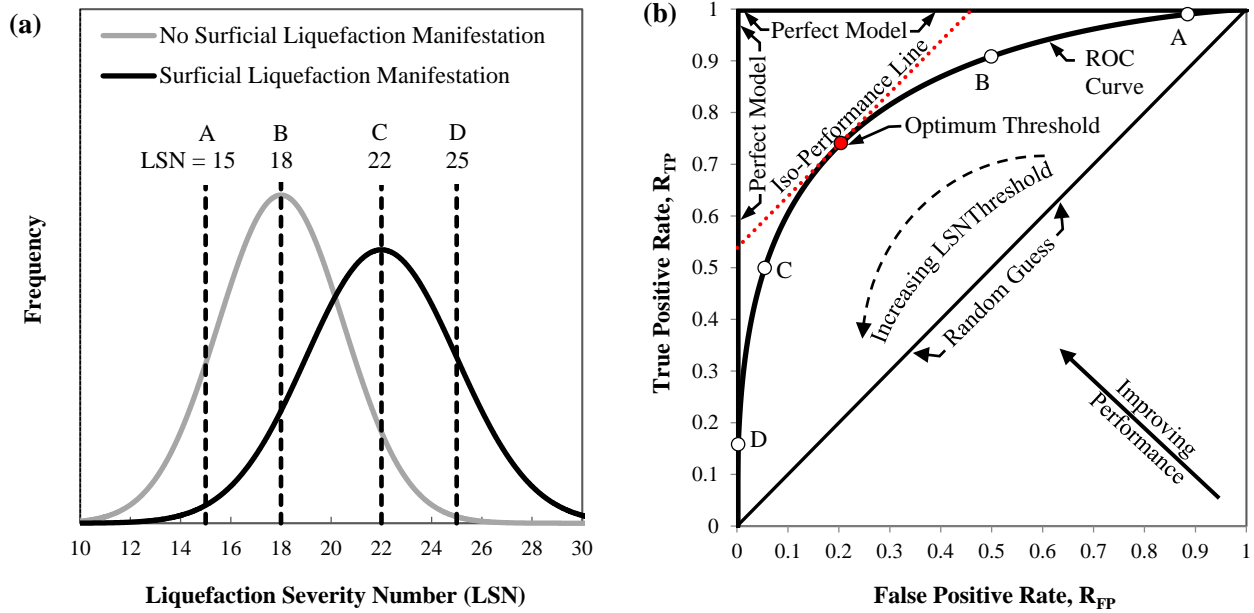 (a)
No Surficial Liquefaction Manifestation
Surficial Liquefaction Manifestation
A B C D
LSN = 15 18 22 25
Frequency
10 12 14 16 18 20 22 24 26 28 30
Liquefaction Severity Number (LSN)
(b)
1
0.9
0.8
0.7
0.6
0.5
0.4
0.3
0.2
0.1
0
True Positive Rate, RTP
Perfect Model
Perfect Model
Iso-Performance Line
A
B
ROC
Curve
Optimum Threshold
Increasing LSNThreshold
Random Guess
C
D
Improving
Performance
0 0.1 0.2 0.3 0.4 0.5 0.6 0.7 0.8 0.9 1
False Positive Rate, RFP